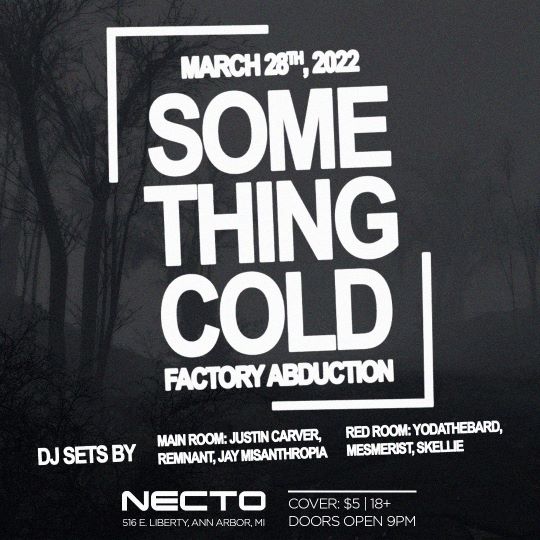 MARCH 28TH, 2022
SOME
THING
COLD
FACTORY ABDUCTION
DJ SETS BY
MAIN ROOM: JUSTIN CARVER,
REMNANT, JAY MISANTHROPIA
RED ROOM: YODATHEBARD,
MESMERIST, SKELLIE
NECTO
516 E. LIBERTY, ANN ARBOR, MI
COVER: $5 | 18+
DOORS OPEN 9PM